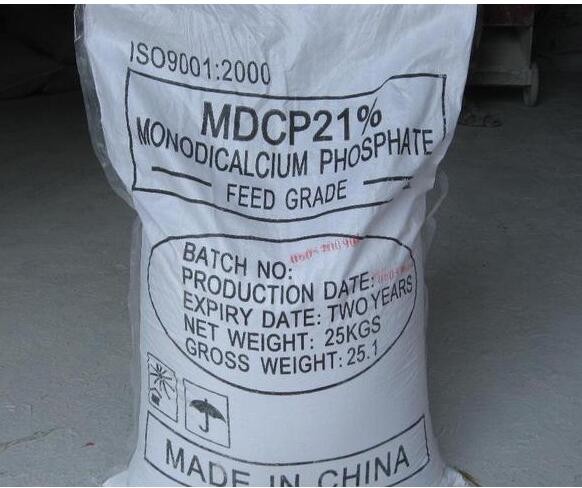 ISO9001:2000
MDCP21%
MONODICALCIUM PHOSPHATE
FEED GRADE
BATCH NO:
PRODUCTION DATE:
EXPIRY DATE: TWO YEARS
NET WEIGHT: 25KGS
GROSS WEIGHT: 25.1
MADE IN CHINA